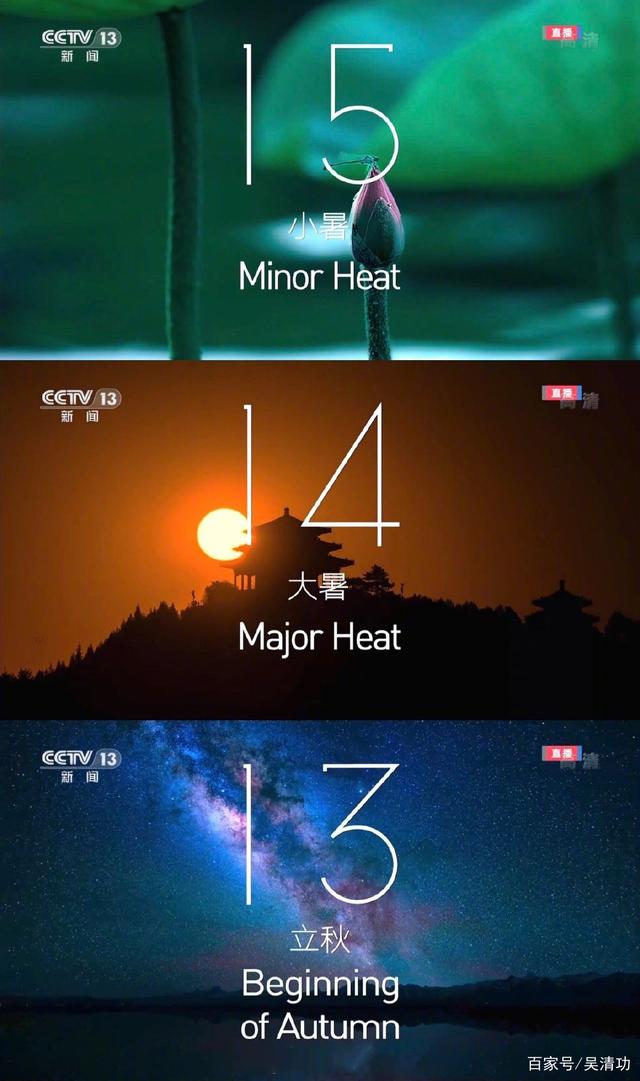 CCTV 13
新闻
直播
高清
15
小暑
Minor Heat
CCTV 13
新闻
直播
高清
14
大暑
Major Heat
CCTV 13
新闻
直播
高清
13
立秋
Beginning
of Autumn
百家号/吴清功